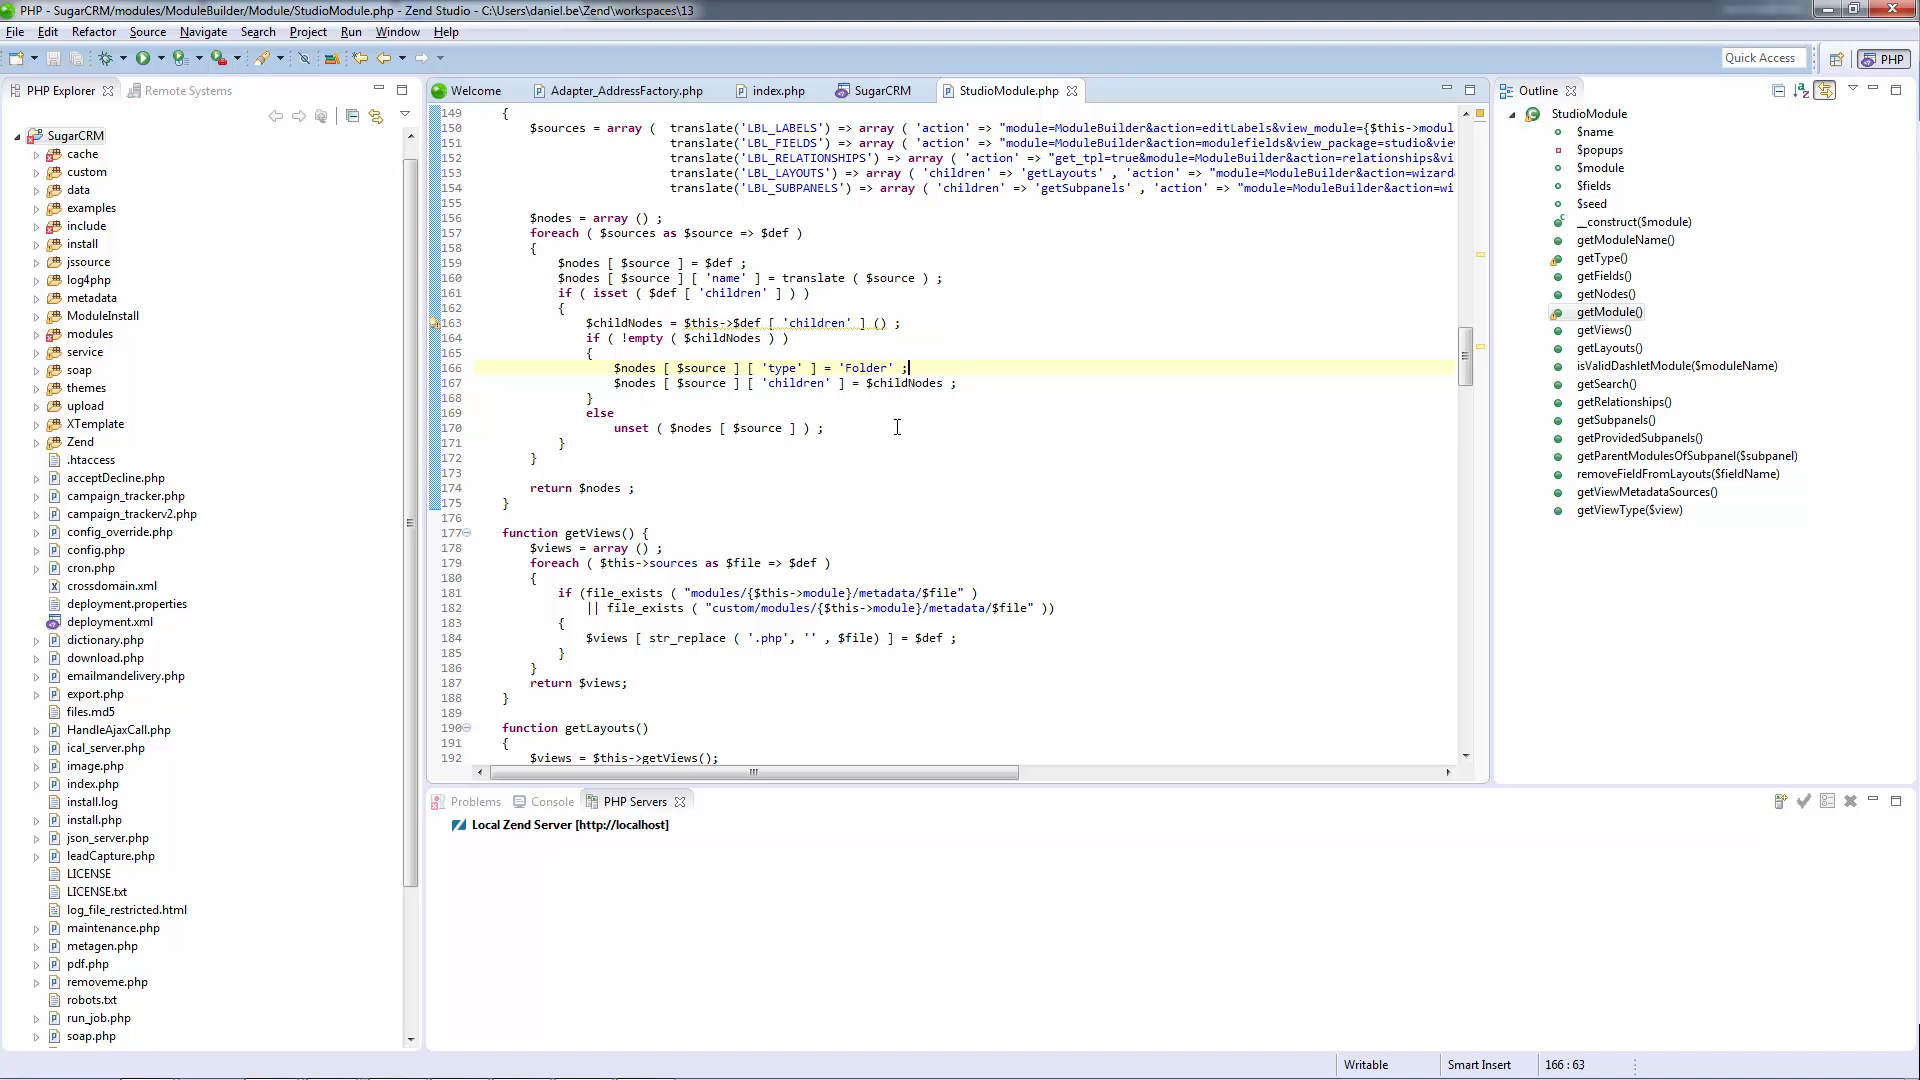 PHP - SugarCRM/modules/ModuleBuilder/Module/StudioModule.php - Zend Studio - C:\Users\daniel.be\Zend\workspaces\13
File Edit Refactor Source Navigate Search Project Run Window Help
Quick Access
PHP
PHP Explorer
Remote Systems
SugarCRM
cache
custom
data
examples
include
install
jssource
log4php
metadata
ModuleInstall
modules
service
soap
themes
upload
XTemplate
Zend
.htaccess
acceptDecline.php
campaign_tracker.php
campaign_trackerv2.php
config_override.php
config.php
cron.php
crossdomain.xml
deployment.properties
deployment.xml
dictionary.php
download.php
emailmandelivery.php
export.php
files.md5
HandleAjaxCall.php
ical_server.php
image.php
index.php
install.log
install.php
json_server.php
leadCapture.php
LICENSE
LICENSE.txt
log_file_restricted.html
maintenance.php
metagen.php
pdf.php
removeme.php
robots.txt
run_job.php
soap.php
Welcome
Adapter_AddressFactory.php
index.php
SugarCRM
StudioModule.php
149 {
150 $sources = array ( translate('LBL_LABELS') => array ( 'action' => "module=ModuleBuilder&action=editLabels&view_module={$this->modul
151 translate('LBL_FIELDS') => array ( 'action' => "module=ModuleBuilder&action=modulefields&view_package=studio&view
152 translate('LBL_RELATIONSHIPS') => array ( 'action' => "get_tpl=true&module=ModuleBuilder&action=relationships&vi
153 translate('LBL_LAYOUTS') => array ( 'children' => 'getLayouts' , 'action' => "module=ModuleBuilder&action=wizard&
154 translate('LBL_SUBPANELS') => array ( 'children' => 'getSubpanels' , 'action' => "module=ModuleBuilder&action=wi
155
156 $nodes = array () ;
157 foreach ( $sources as $source => $def )
158 {
159 $nodes [ $source ] = $def ;
160 $nodes [ $source ] [ 'name' ] = translate ( $source ) ;
161 if ( isset ( $def [ 'children' ] ) )
162 {
163 $childNodes = $this->$def [ 'children' ] () ;
164 if ( !empty ( $childNodes ) )
165 {
166 $nodes [ $source ] [ 'type' ] = 'Folder' ;
167 $nodes [ $source ] [ 'children' ] = $childNodes ;
168 }
169 else
170 unset ( $nodes [ $source ] ) ;
171 }
172 }
173
174 return $nodes ;
175 }
176
177 function getViews() {
178 $views = array () ;
179 foreach ( $this->sources as $file => $def )
180 {
181 if (file_exists ( "modules/{$this->module}/metadata/$file" )
182 || file_exists ( "custom/modules/{$this->module}/metadata/$file" ))
183 {
184 $views [ str_replace ( '.php', '' , $file) ] = $def ;
185 }
186 }
187 return $views;
188 }
189
190 function getLayouts()
191 {
192 $views = $this->getViews();
Outline
StudioModule
$name
$popups
$module
$fields
$seed
__construct($module)
getModuleName()
getType()
getFields()
getNodes()
getModule()
getViews()
getLayouts()
isValidDashletModule($moduleName)
getSearch()
getRelationships()
getSubpanels()
getProvidedSubpanels()
getParentModulesOfSubpanel($subpanel)
removeFieldFromLayouts($fieldName)
getViewMetadataSources()
getViewType($view)
Problems
Console
PHP Servers
Local Zend Server [http://localhost]
Writable
Smart Insert
166 : 63